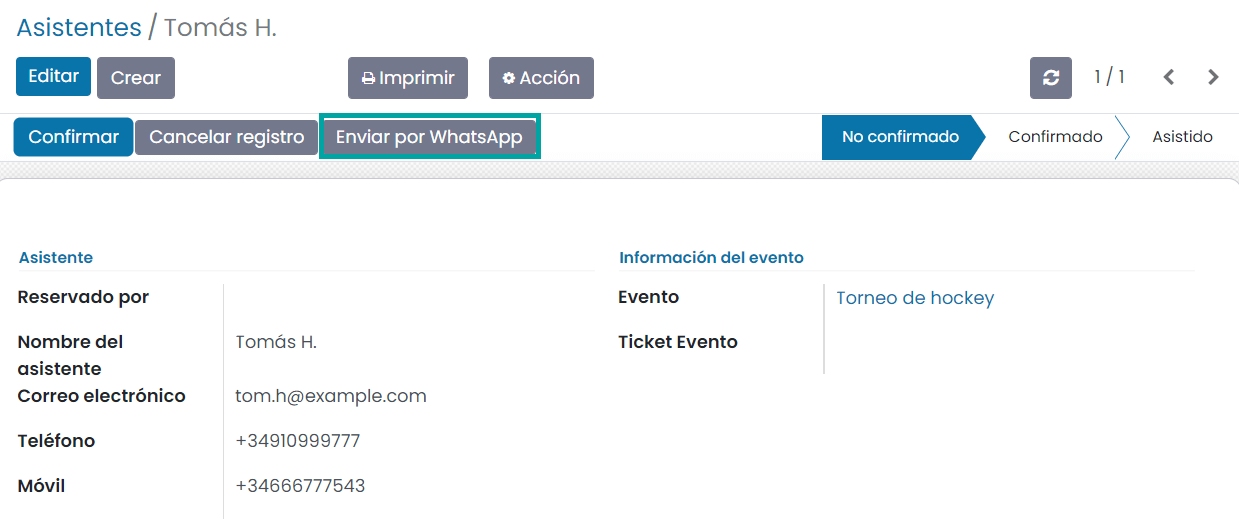 Asistentes / Tomás H.
Editar Crear Imprimir Acción 1 / 1
Confirmar Cancelar registro Enviar por WhatsApp No confirmado Confirmado Asistido
Asistente Información del evento
Reservado por Evento Torneo de hockey
Nombre del Tomás H. Ticket Evento
asistente
Correo electrónico tom.h@example.com
Teléfono +34910999777
Móvil +34666777543